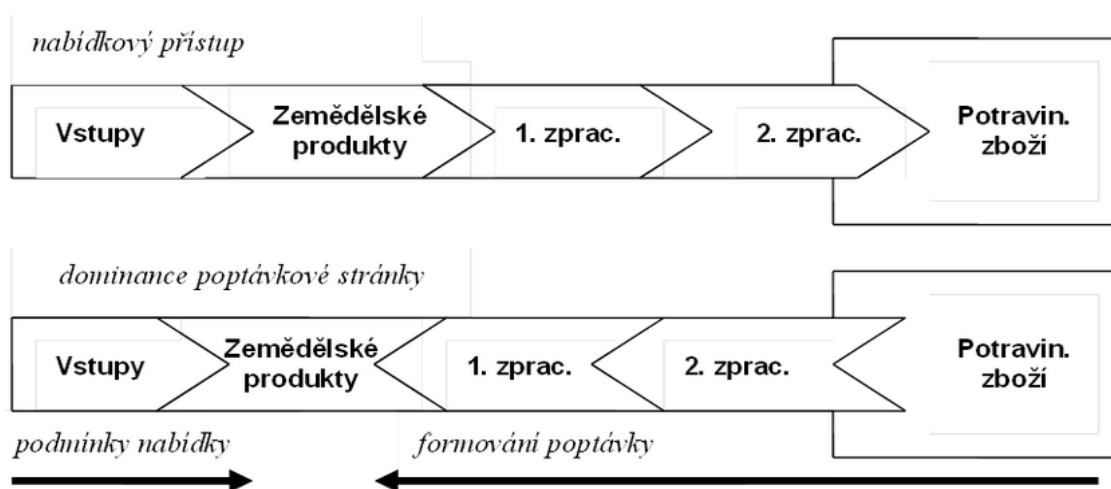 nabídkový přístup
Vstupy
Zemědělské
produkty
1. zprac.
2. zprac.
Potravin.
zboží
dominance poptávkové stránky
Vstupy
Zemědělské
produkty
1. zprac.
2. zprac.
Potravin.
zboží
podmínky nabídky
formování poptávky